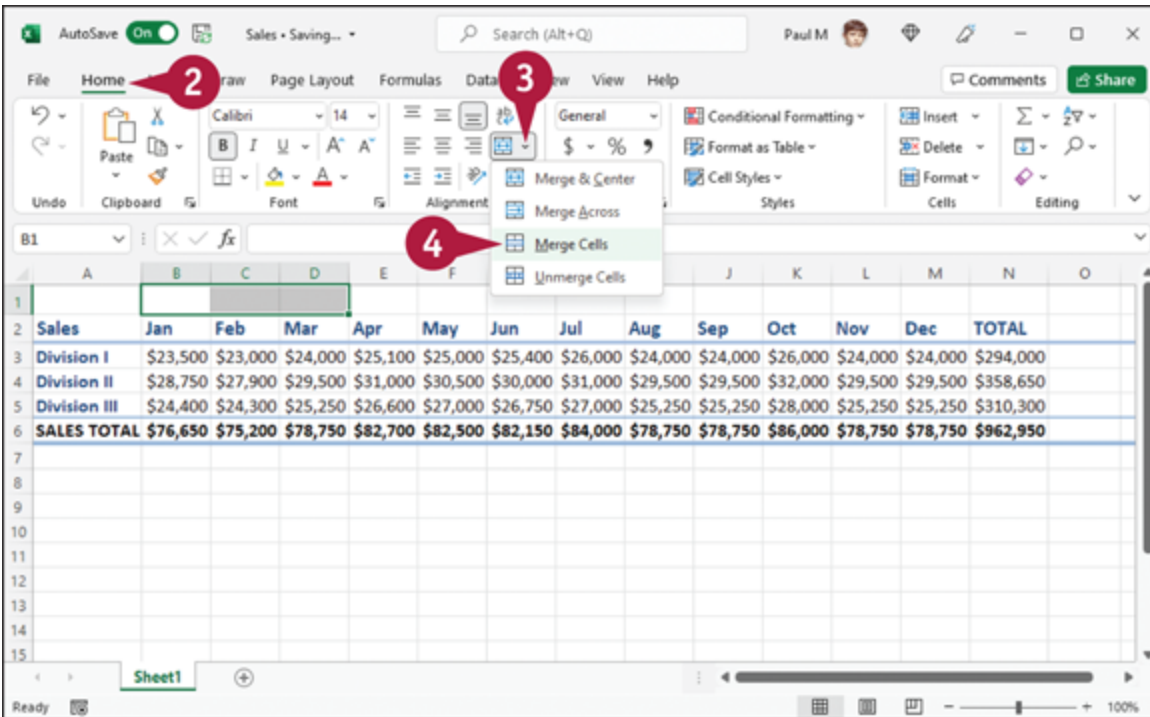 AutoSave On Sales • Saving... Search (Alt+Q) Paul M
File Home raw Page Layout Formulas Data ew View Help Comments Share
2
3
Calibri 14 General Conditional Formatting Insert
Paste B I U A A $ % Format as Table Delete
Cell Styles Format
Undo Clipboard Font Alignment Styles Cells Editing
Merge & Center
Merge Across
Merge Cells
Unmerge Cells
4
B1 fx
A B C D E F J K L M N O
1
2 Sales Jan Feb Mar Apr May Jun Jul Aug Sep Oct Nov Dec TOTAL
3 Division I $23,500 $23,000 $24,000 $25,100 $25,000 $25,400 $26,000 $24,000 $24,000 $26,000 $24,000 $24,000 $294,000
4 Division II $28,750 $27,900 $29,500 $31,000 $30,500 $30,000 $31,000 $29,500 $29,500 $32,000 $29,500 $29,500 $358,650
5 Division III $24,400 $24,300 $25,250 $26,600 $27,000 $26,750 $27,000 $25,250 $25,250 $28,000 $25,250 $25,250 $310,300
6 SALES TOTAL $76,650 $75,200 $78,750 $82,700 $82,500 $82,150 $84,000 $78,750 $78,750 $86,000 $78,750 $78,750 $962,950
7
8
9
10
11
12
13
14
15
Sheet1
Ready 100%